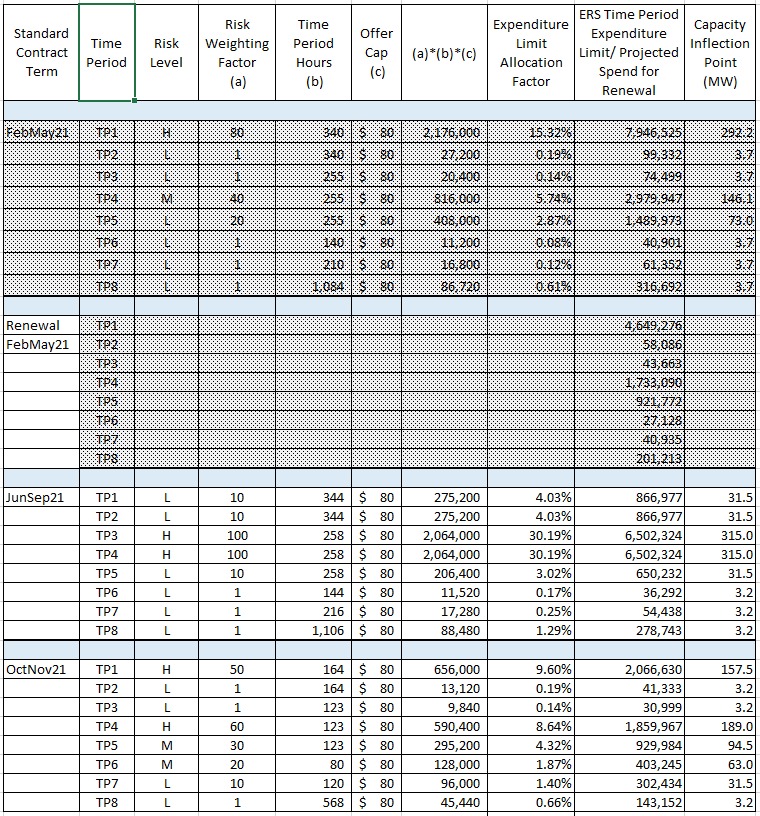 Standard Contract Term | Time Period | Risk Level | Risk Weighting Factor (a) | Time Period Hours (b) | Offer Cap (c) | (a)*(b)*(c) | Expenditure Limit Allocation Factor | ERS Time Period Expenditure Limit/ Projected Spend for Renewal | Capacity Inflection Point (MW)
FebMay21 TP1 H 80 340 $ 80 2,176,000 15.32% 7,946,525 292.2
TP2 L 1 340 $ 80 27,200 0.19% 99,332 3.7
TP3 L 1 255 $ 80 20,400 0.14% 74,499 3.7
TP4 M 40 255 $ 80 816,000 5.74% 2,979,947 146.1
TP5 L 20 255 $ 80 408,000 2.87% 1,489,973 73.0
TP6 L 1 140 $ 80 11,200 0.08% 40,901 3.7
TP7 L 1 210 $ 80 16,800 0.12% 61,352 3.7
TP8 L 1 1,084 $ 80 86,720 0.61% 316,692 3.7
Renewal TP1 4,649,276
FebMay21 TP2 58,086
TP3 43,663
TP4 1,733,090
TP5 921,772
TP6 27,128
TP7 40,935
TP8 201,213
JunSep21 TP1 L 10 344 $ 80 275,200 4.03% 866,977 31.5
TP2 L 10 344 $ 80 275,200 4.03% 866,977 31.5
TP3 H 100 258 $ 80 2,064,000 30.19% 6,502,324 315.0
TP4 H 100 258 $ 80 2,064,000 30.19% 6,502,324 315.0
TP5 L 10 258 $ 80 206,400 3.02% 650,232 31.5
TP6 L 1 144 $ 80 11,520 0.17% 36,292 3.2
TP7 L 1 216 $ 80 17,280 0.25% 54,438 3.2
TP8 L 1 1,106 $ 80 88,480 1.29% 278,743 3.2
OctNov21 TP1 H 50 164 $ 80 656,000 9.60% 2,066,630 157.5
TP2 L 1 164 $ 80 13,120 0.19% 41,333 3.2
TP3 L 1 123 $ 80 9,840 0.14% 30,999 3.2
TP4 H 60 123 $ 80 590,400 8.64% 1,859,967 189.0
TP5 M 30 123 $ 80 295,200 4.32% 929,984 94.5
TP6 M 20 80 $ 80 128,000 1.87% 403,245 63.0
TP7 L 10 120 $ 80 96,000 1.40% 302,434 31.5
TP8 L 1 568 $ 80 45,440 0.66% 143,152 3.2